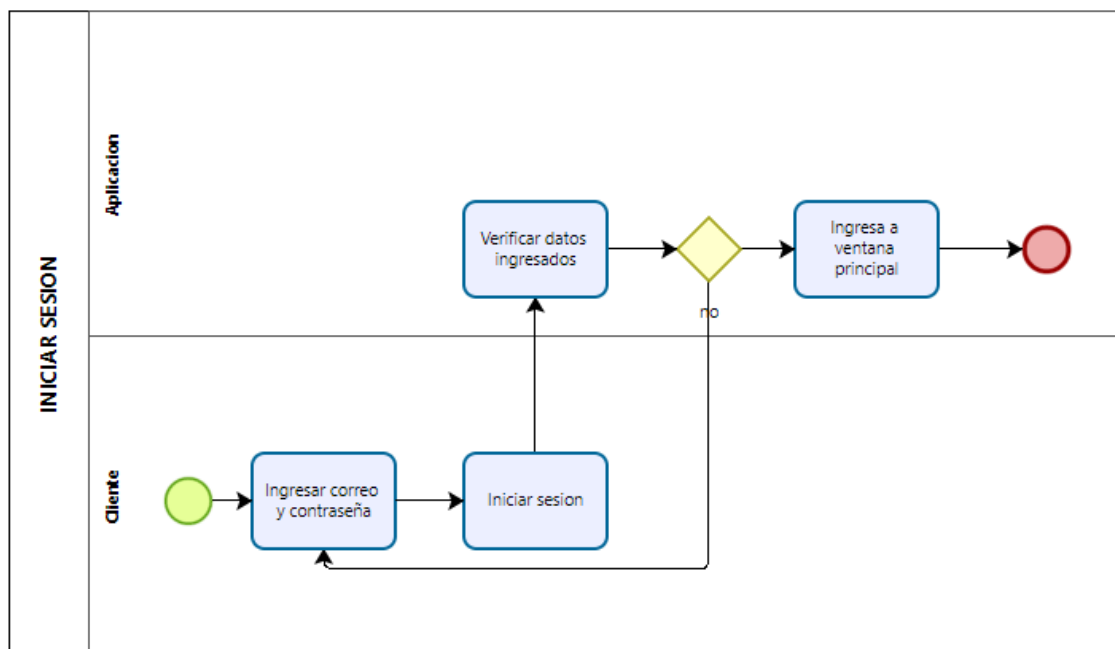 INICIAR SESION
Aplicacion
Verificar datos
ingresados
no
Ingresa a
ventana
principal
Cliente
Ingresar correo
y contraseña
Iniciar sesion